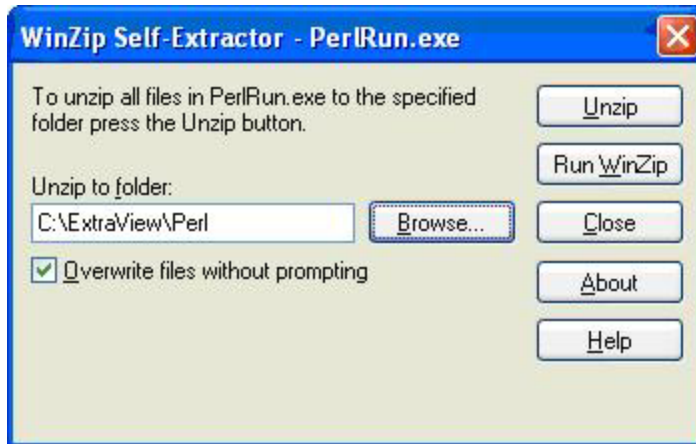 WinZip Self-Extractor - PerlRun.exe
To unzip all files in PerlRun.exe to the specified
folder press the Unzip button.
Unzip to folder:
C:\ExtraView\Perl
Browse...
Overwrite files without prompting
Unzip
Run WinZip
Close
About
Help